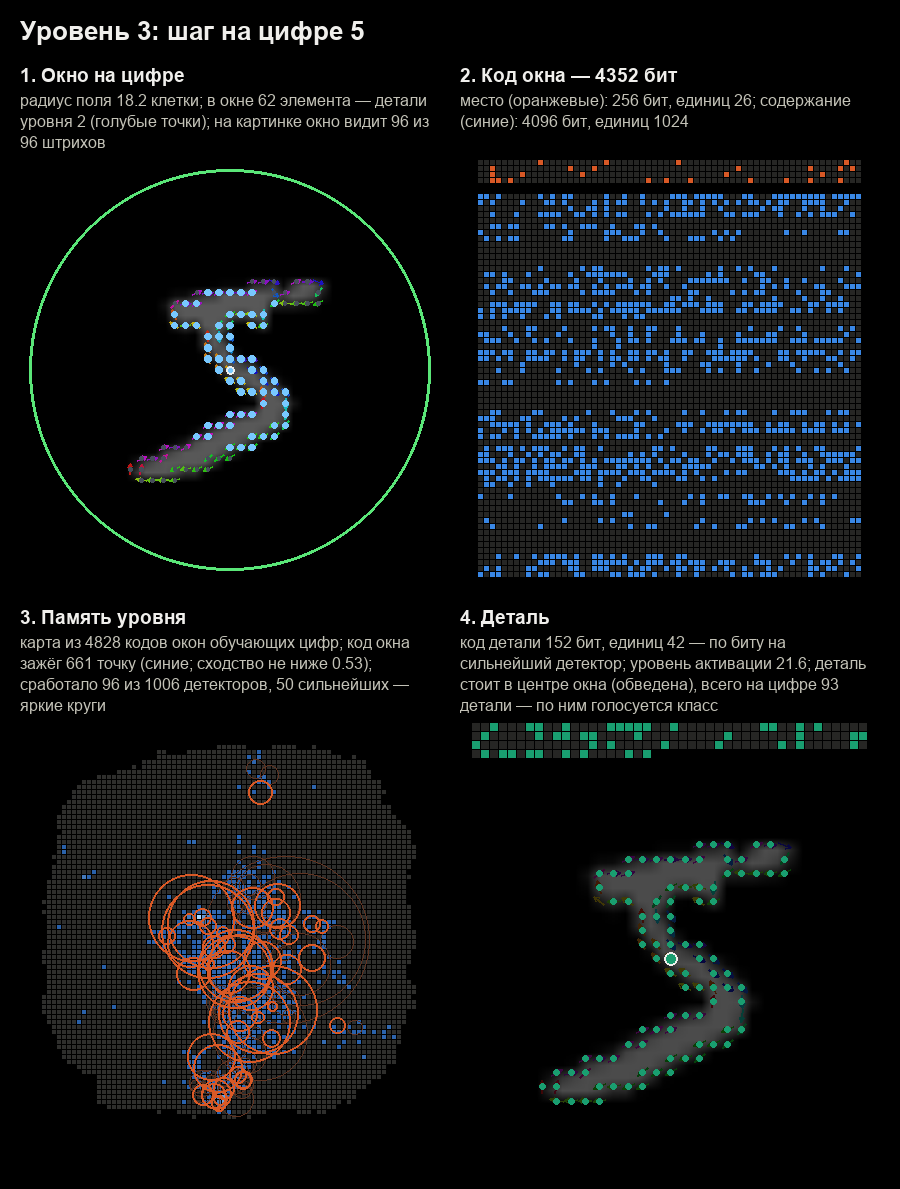 Уровень 3: шаг на цифре 5
1. Окно на цифре
радиус поля 18.2 клетки; в окне 62 элемента — детали
уровня 2 (голубые точки); на картинке окно видит 96 из
96 штрихов
2. Код окна — 4352 бит
место (оранжевые): 256 бит, единиц 26; содержание
(синие): 4096 бит, единиц 1024
3. Память уровня
карта из 4828 кодов окон обучающих цифр; код окна
зажёг 661 точку (синие; сходство не ниже 0.53);
сработало 96 из 1006 детекторов, 50 сильнейших —
яркие круги
4. Деталь
код детали 152 бит, единиц 42 — по биту на
сильнейший детектор; уровень активации 21.6; деталь
стоит в центре окна (обведена), всего на цифре 93
детали — по ним голосуется класс